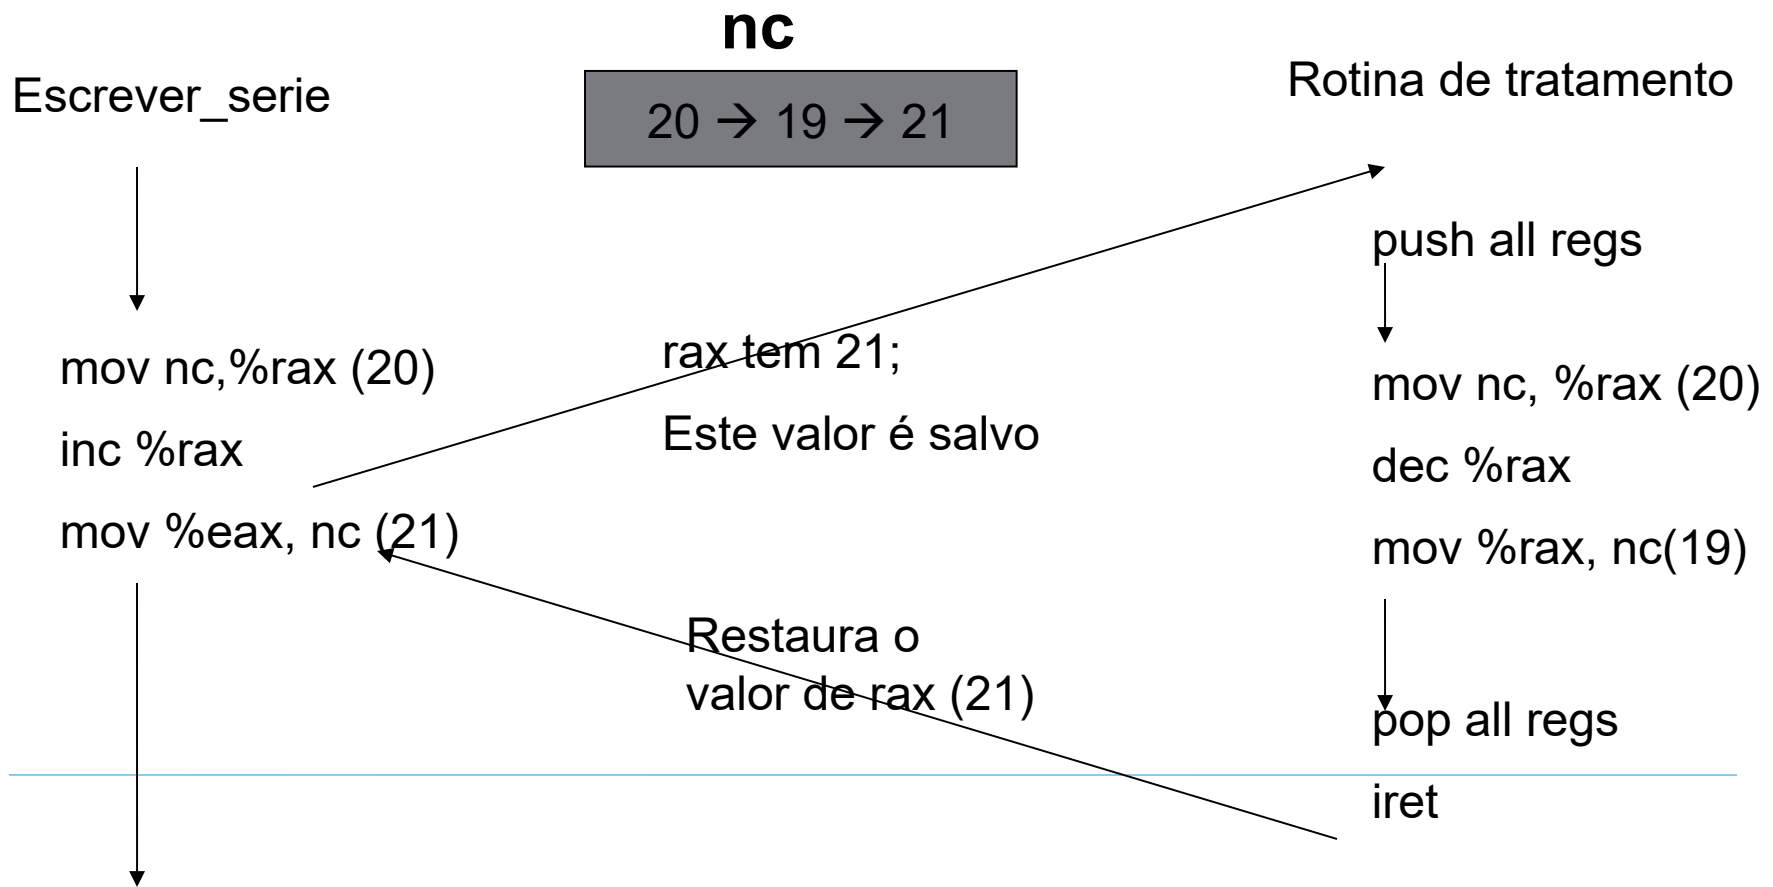 nc
20 → 19 → 21
Escrever_serie
mov nc,%rax (20)
inc %rax
mov %eax, nc (21)
rax tem 21;
Este valor é salvo
Restaura o
valor de rax (21)
Rotina de tratamento
push all regs
mov nc, %rax (20)
dec %rax
mov %rax, nc(19)
pop all regs
iret